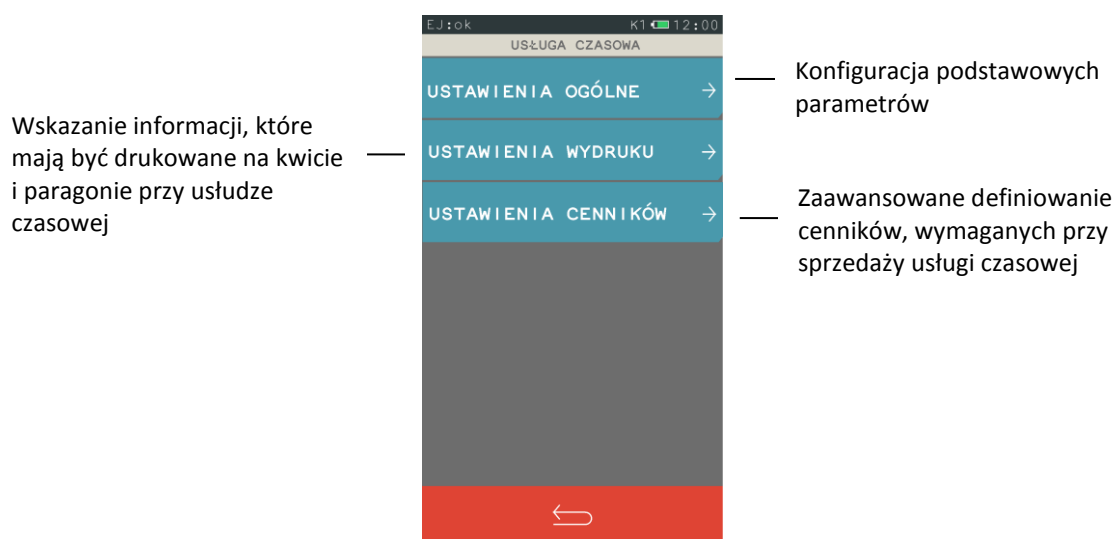 EJ:ok K1 12:00
USŁUGA CZASOWA
USTAWIENIA OGÓLNE
USTAWIENIA WYDRUKU
USTAWIENIA CENNIKÓW
Wskazanie informacji, które
mają być drukowane na kwicie
i paragonie przy usłudze
czasowej
Konfiguracja podstawowych
parametrów
Zaawansowane definiowanie
cenników, wymaganych przy
sprzedaży usługi czasowej